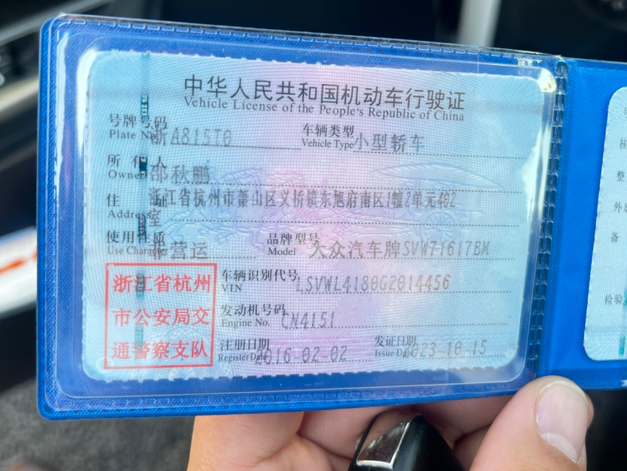 中华人民共和国机动车行驶证
Vehicle License of the People's Republic of China
号牌号码 浙A815T0 车辆类型 小型轿车
Plate No. Vehicle Type
所有人 邵秋鹏
Owner
住址 浙江省杭州市萧山区义桥镇东旭府南区1幢2单元402室
Address
使用性质 非营运 品牌型号 大众汽车牌SVW71617BM
Use Character Model
浙江省杭州
市公安局交
通警察支队
车辆识别代号 LSVWL4180G2014456
VIN
发动机号码 CN4151
Engine No.
注册日期 2016.02.02 发证日期 2023.10.15
Register Date Issue Date
核
整
外
备
检验